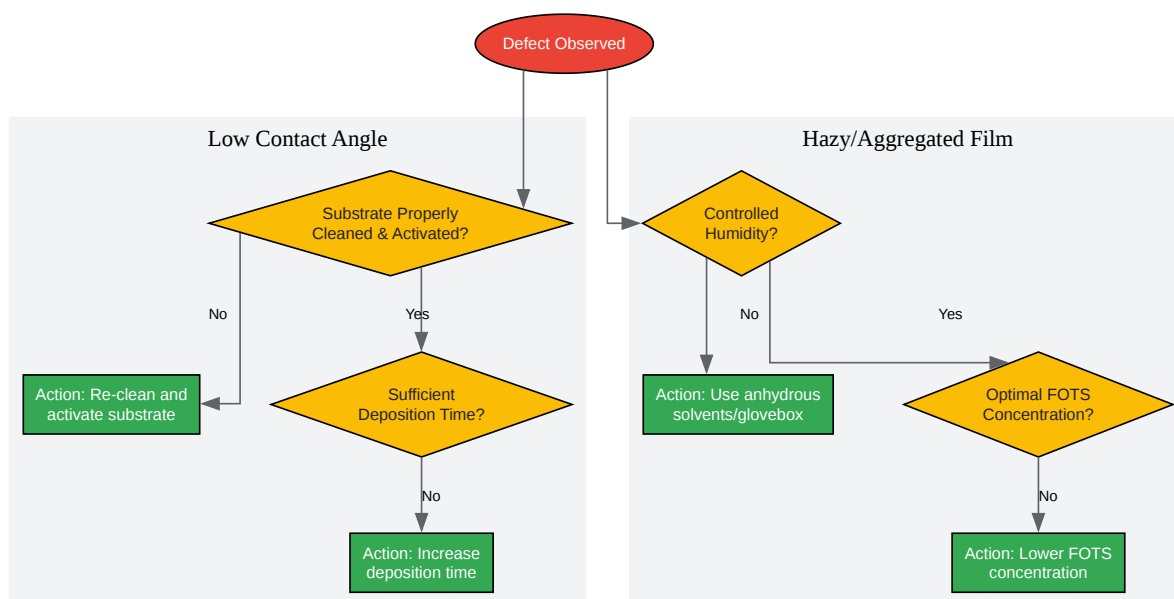 Defect Observed
Low Contact Angle
Hazy/Aggregated Film
Substrate Properly
Cleaned & Activated?
Controlled
Humidity?
No
Yes
No
Yes
Action: Re-clean and
activate substrate
Sufficient
Deposition Time?
Action: Use anhydrous
solvents/glovebox
Optimal FOTS
Concentration?
No
No
Action: Increase
deposition time
Action: Lower FOTS
concentration